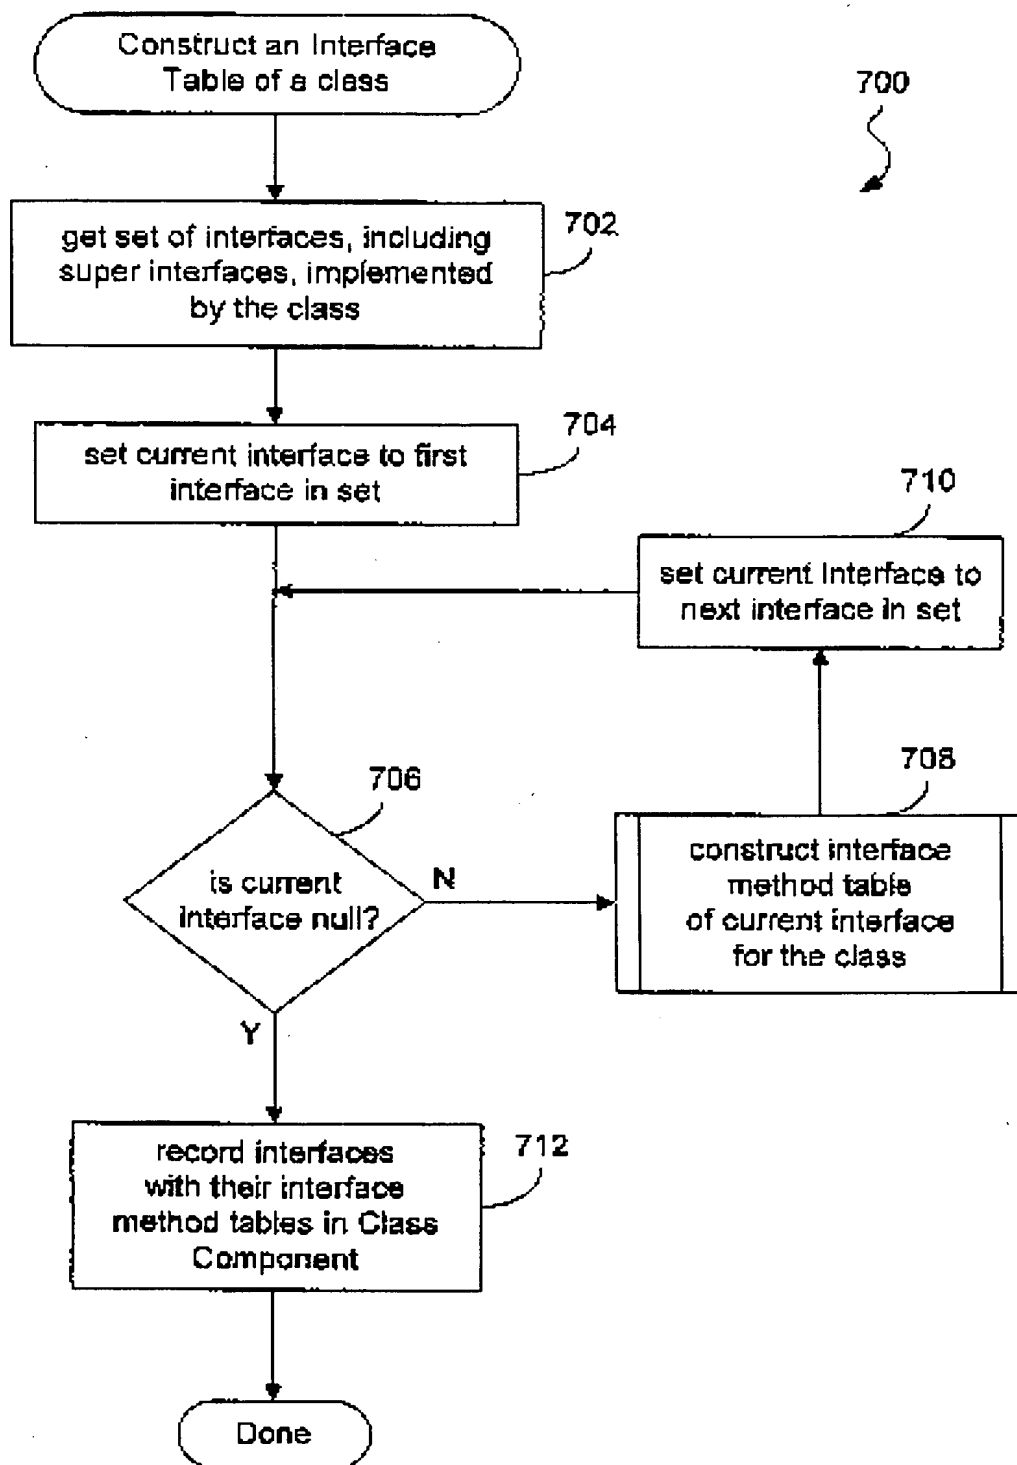 Construct an Interface
Table of a class
700
get set of interfaces, including
super interfaces, implemented
by the class
702
set current interface to first
interface in set
704
710
set current Interface to
next interface in set
706
is current
interface null?
N
Y
708
construct interface
method table
of current interface
for the class
record interfaces
with their interface
method tables in Class
Component
712
Done